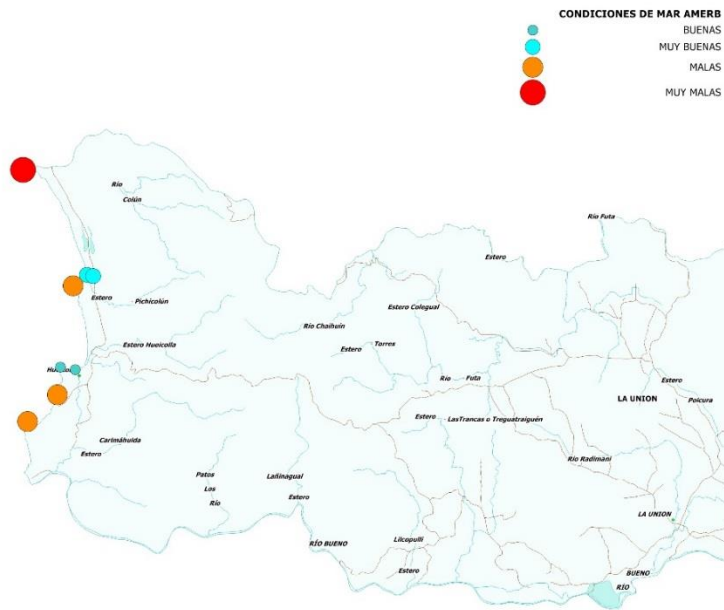 CONDICIONES DE MAR AMERB
BUENAS
MUY BUENAS
MALAS
MUY MALAS
Río
Colún
Río Futa
Estero
Estero
Pichicolún
Estero Colegual
Río Chaihuín
Estero Hueicolla
Estero
Torres
Río
Futa
Estero
LA UNION
Poicura
Estero
LasTrancas o Treguatraiguén
Carimáhuida
Estero
Río Radimani
Patos
Los
Río
Lañinagual
Estero
LA UNION
RÍO BUENO
Lilcopulli
Estero
BUENO
RÍO